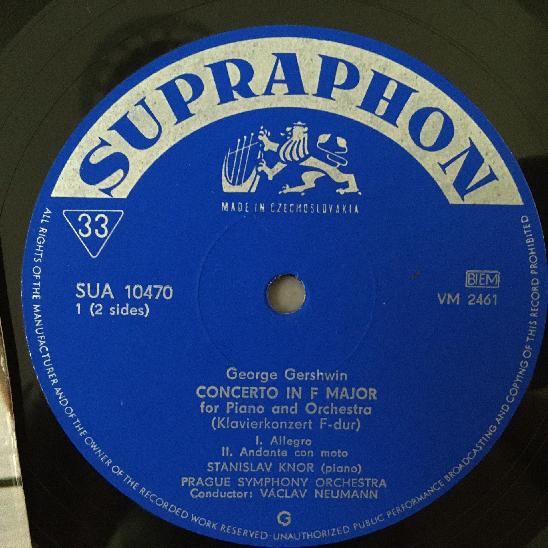 SUPRAPHON
MADE IN CZECHOSLOVAKIA
33
SUA 10470
1 (2 sides)
BIEM
VM 2461
George Gershwin
CONCERTO IN F MAJOR
for Piano and Orchestra
(Klavierkonzert F-dur)
I. Allegro
II. Andante con moto
STANISLAV KNOR (piano)
PRAGUE SYMPHONY ORCHESTRA
Conductor: VÁCLAV NEUMANN
G
ALL RIGHTS OF THE MANUFACTURER AND OF THE OWNER OF THE RECORDED WORK RESERVED·UNAUTHORIZED PUBLIC PERFORMANCE BROADCASTING AND COPYING OF THIS RECORD PROHIBITED